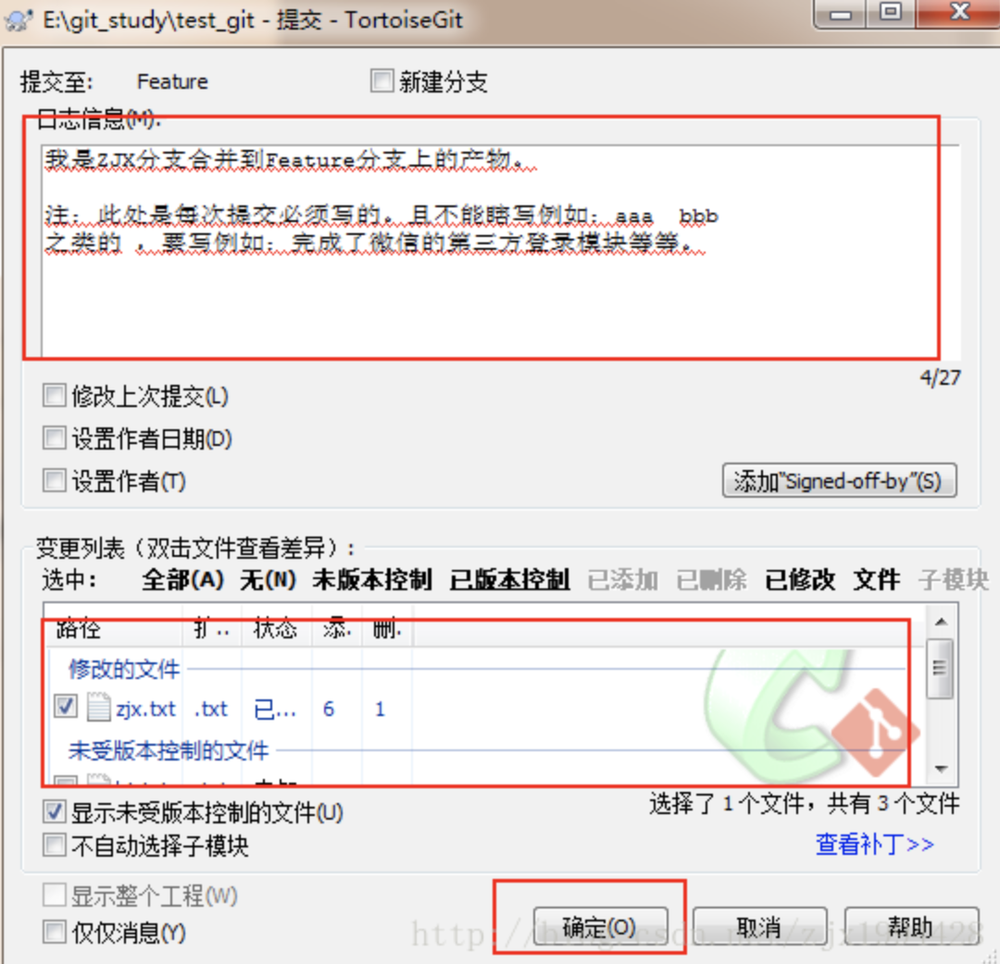 E:\git_study\test_git - 提交 - TortoiseGit
提交至: Feature 新建分支
日志信息(M):
我是ZJX分支合并到Feature分支上的产物。
注：此处是每次提交必须写的。且不能瞎写例如：aaa bbb
之类的 ，要写例如：完成了微信的第三方登录模块等等。
4/27
修改上次提交(L)
设置作者日期(D)
设置作者(T)
添加"Signed-off-by"(S)
变更列表（双击文件查看差异）:
选中: 全部(A) 无(N) 未版本控制 已版本控制 已添加 已删除 已修改 文件 子模块
路径 扩.. 状态 添. 删.
修改的文件
zjx.txt .txt 已... 6 1
未受版本控制的文件
显示未受版本控制的文件(U)
选择了 1 个文件，共有 3 个文件
不自动选择子模块
查看补丁>>
显示整个工程(W)
仅仅消息(Y)
确定(O) 取消 帮助